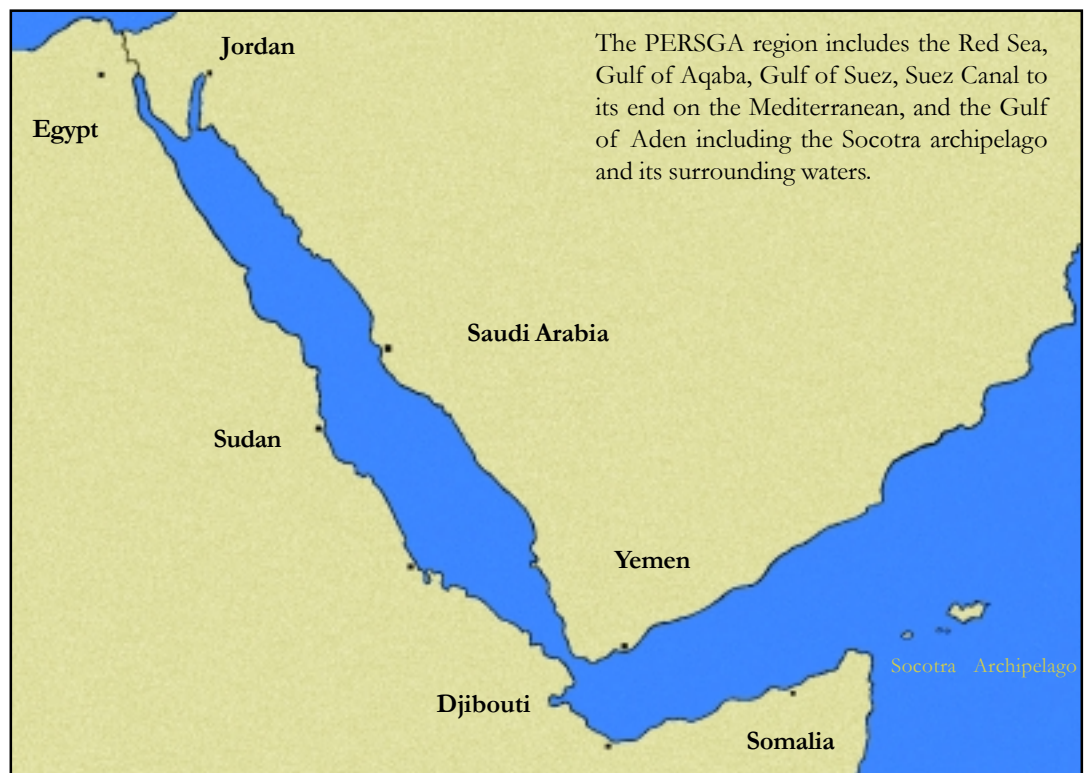 Jordan
The PERSGA region includes the Red Sea,
Gulf of Aqaba, Gulf of Suez, Suez Canal to
its end on the Mediterranean, and the Gulf
of Aden including the Socotra archipelago
and its surrounding waters.
Egypt
Saudi Arabia
Sudan
Yemen
Socotra Archipelago
Djibouti
Somalia